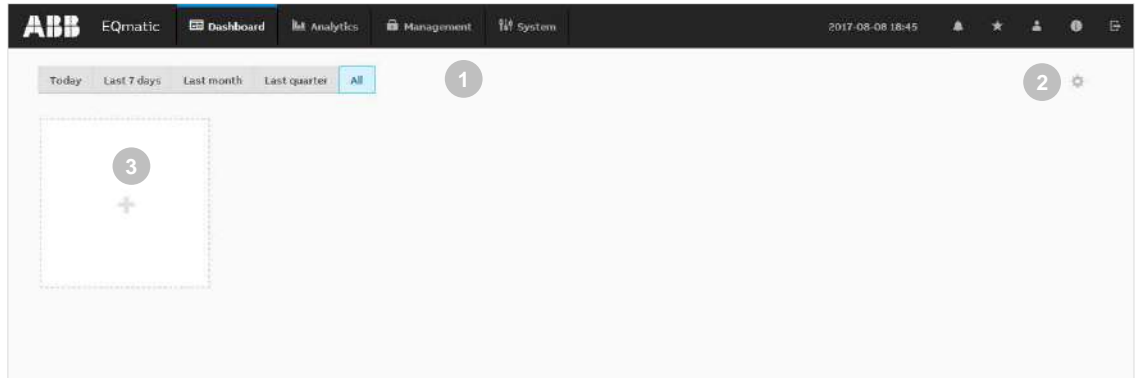 ABB EQmatic Dashboard Analytics Management System 2017-08-08 18:45
Today Last 7 days Last month Last quarter All 1 2
3